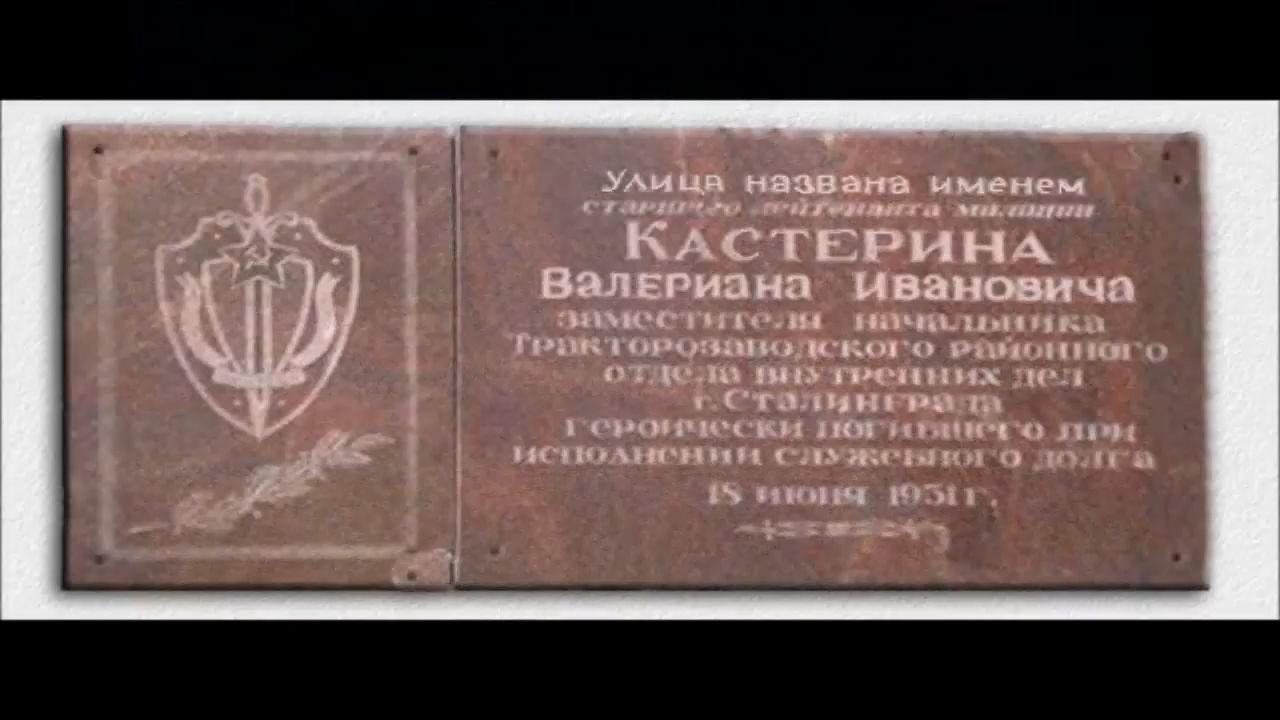 Улица названа именем
старшего лейтенанта милиции
Кастерина
Валериана Ивановича
заместителя начальника
Тракторозаводского районного
отдела внутренних дел
г. Сталинграда
героически погибшего при
исполнении служебного долга
18 июня 1951 г.